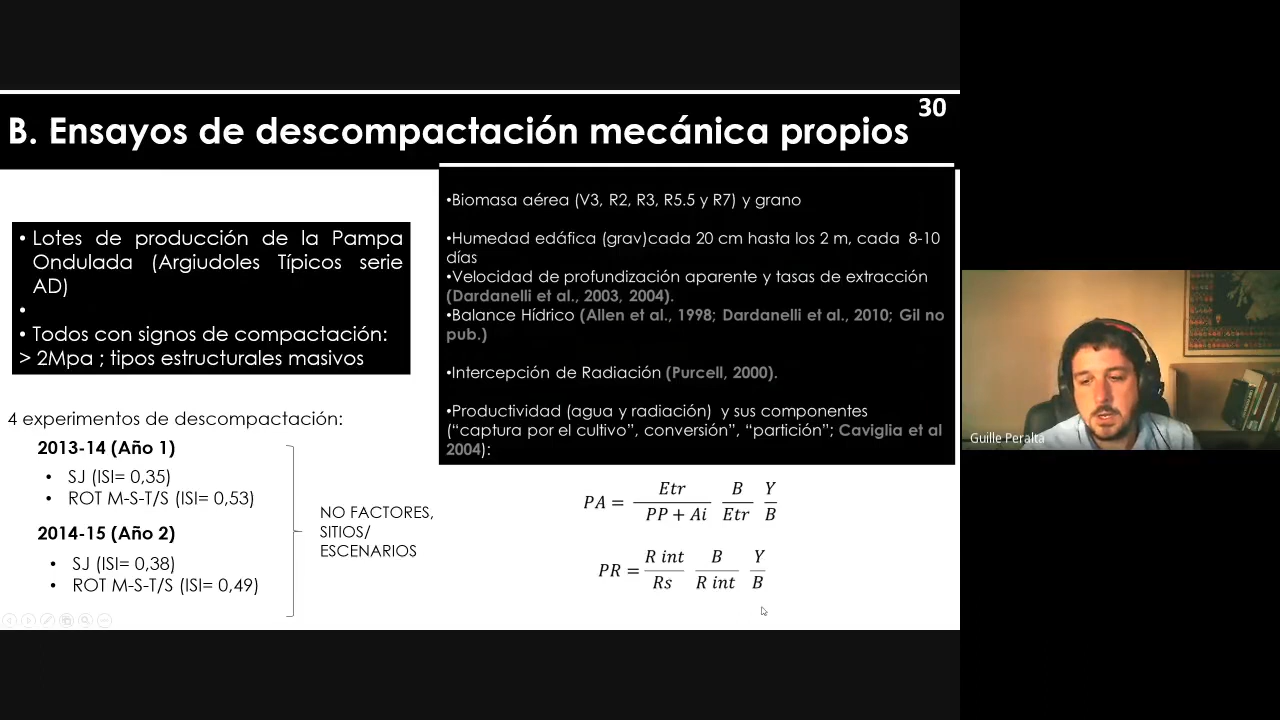 30
B. Ensayos de descompactación mecánica propios
• Lotes de producción de la Pampa
Ondulada (Argiudoles Típicos serie
AD)
•
• Todos con signos de compactación:
> 2Mpa ; tipos estructurales masivos
4 experimentos de descompactación:
2013-14 (Año 1)
• SJ (ISI= 0,35)
• ROT M-S-T/S (ISI= 0,53)
2014-15 (Año 2)
• SJ (ISI= 0,38)
• ROT M-S-T/S (ISI= 0,49)
NO FACTORES,
SITIOS/
ESCENARIOS
•Biomasa aérea (V3, R2, R3, R5.5 y R7) y grano
•Humedad edáfica (grav)cada 20 cm hasta los 2 m, cada 8-10
días
•Velocidad de profundización aparente y tasas de extracción
(Dardanelli et al., 2003, 2004).
•Balance Hídrico (Allen et al., 1998; Dardanelli et al., 2010; Gil no
pub.)
•Intercepción de Radiación (Purcell, 2000).
•Productividad (agua y radiación) y sus componentes
("captura por el cultivo", conversión", "partición"; Caviglia et al
2004):
PA = Etr / PP + Ai B / Etr Y / B
PR = R int / Rs B / R int Y / B
Guille Peralta